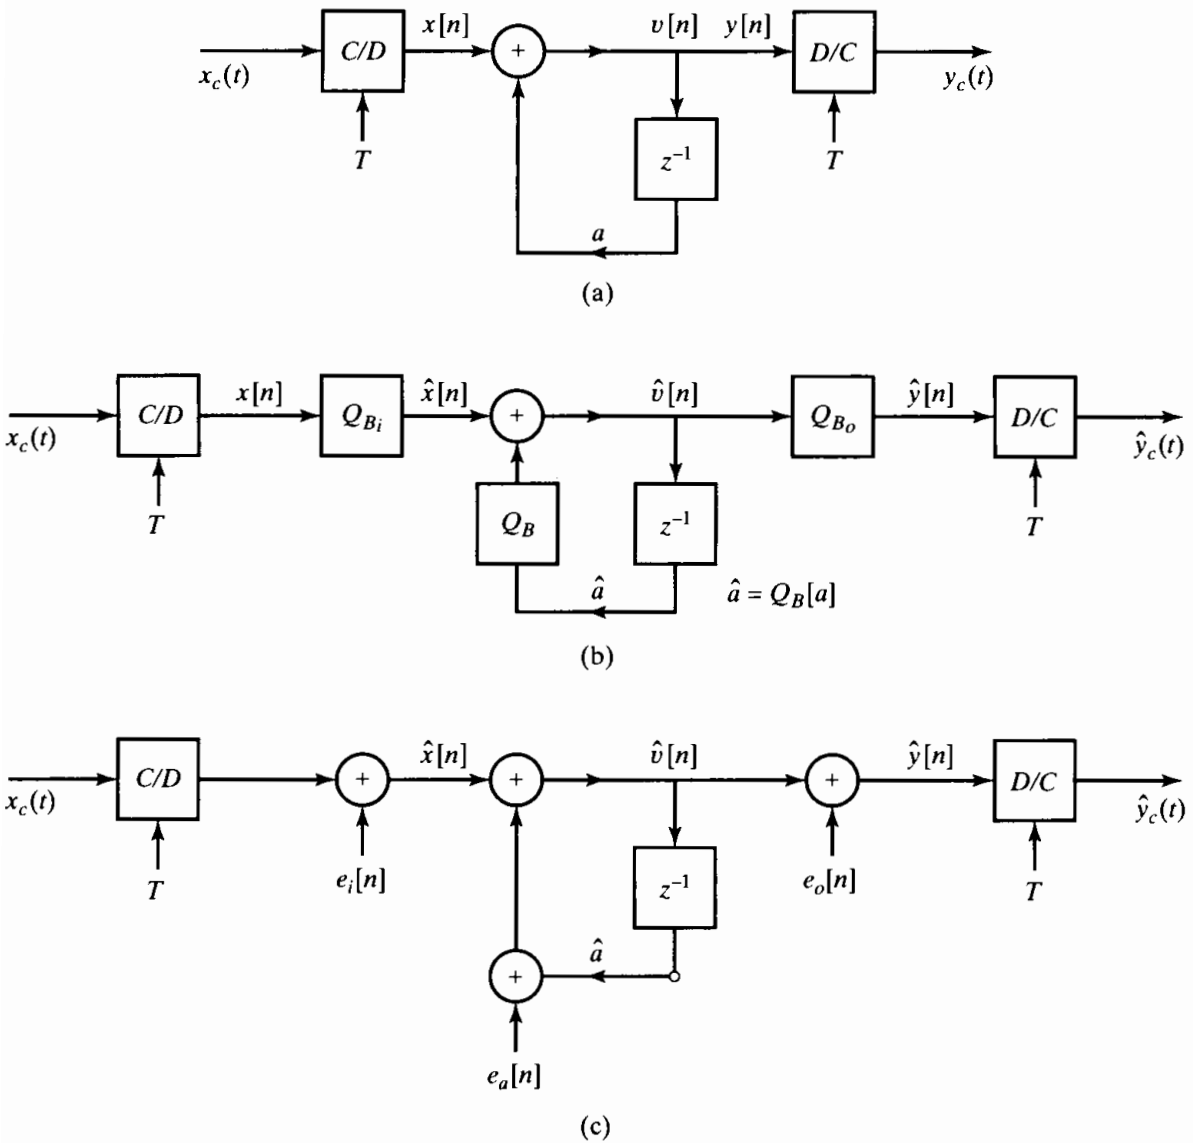 x[n] v[n] y[n]
C/D + D/C
x_c(t) y_c(t)
T z⁻¹ T
a
(a)
x[n] x̂[n] v̂[n] ŷ[n]
C/D Q_{B_i} + Q_{B_o} D/C
x_c(t) ŷ_c(t)
T Q_B z⁻¹ T
â â = Q_B[a]
(b)
x̂[n] v̂[n] ŷ[n]
C/D + + + D/C
x_c(t) ŷ_c(t)
T e_i[n] z⁻¹ e_o[n] T
â
+
e_a[n]
(c)